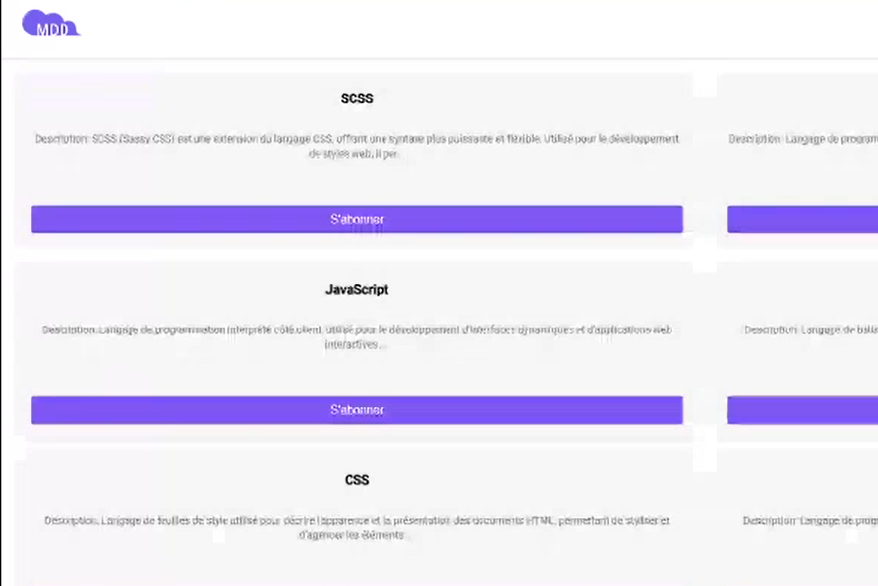 MDD
SCSS
Description: SCSS (Sassy CSS) est une extension du langage CSS, offrant une syntaxe plus puissante et flexible. Utilisé pour le développement
de styles web, il per
Description: Langage de program
S'abonner
JavaScript
Description: Langage de programmation interprété côté client, utilisé pour le développement d'interfaces dynamiques et d'applications web
interactives...
Description: Langage de balis
S'abonner
CSS
Description: Langage de feuilles de style utilisé pour décrire l'apparence et la présentation des documents HTML, permettant de styliser et
d'agencer les éléments...
Description: Langage de prog